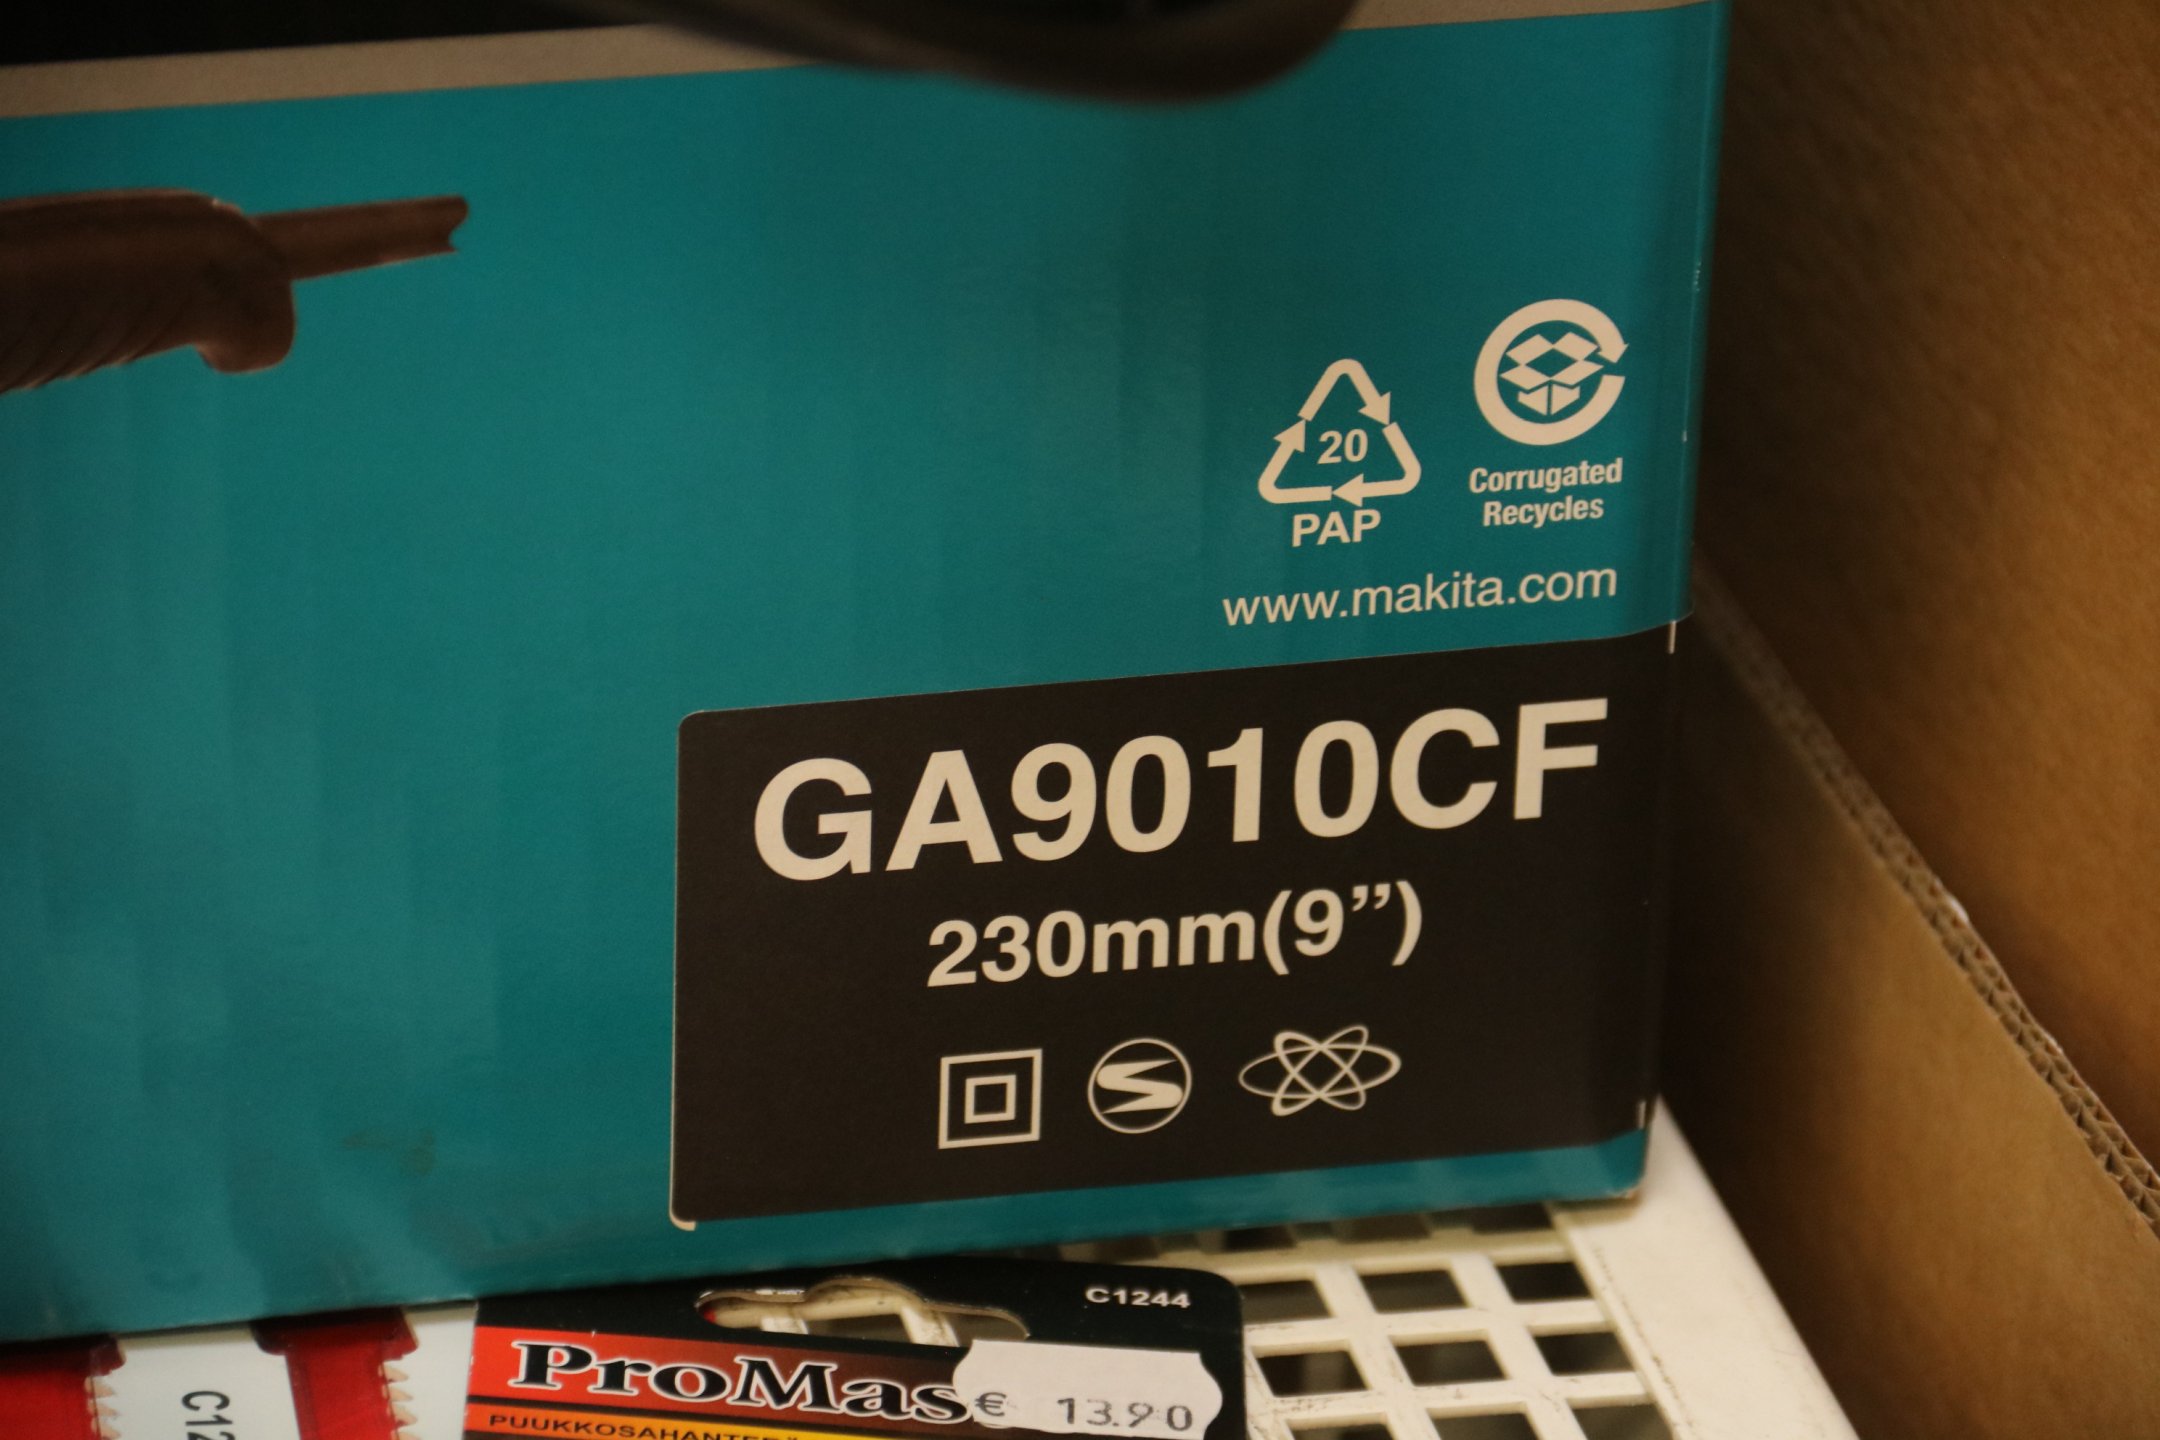 20
PAP
Corrugated
Recycles
www.makita.com
GA9010CF
230mm(9”)
C1244
ProMas
€ 13.90